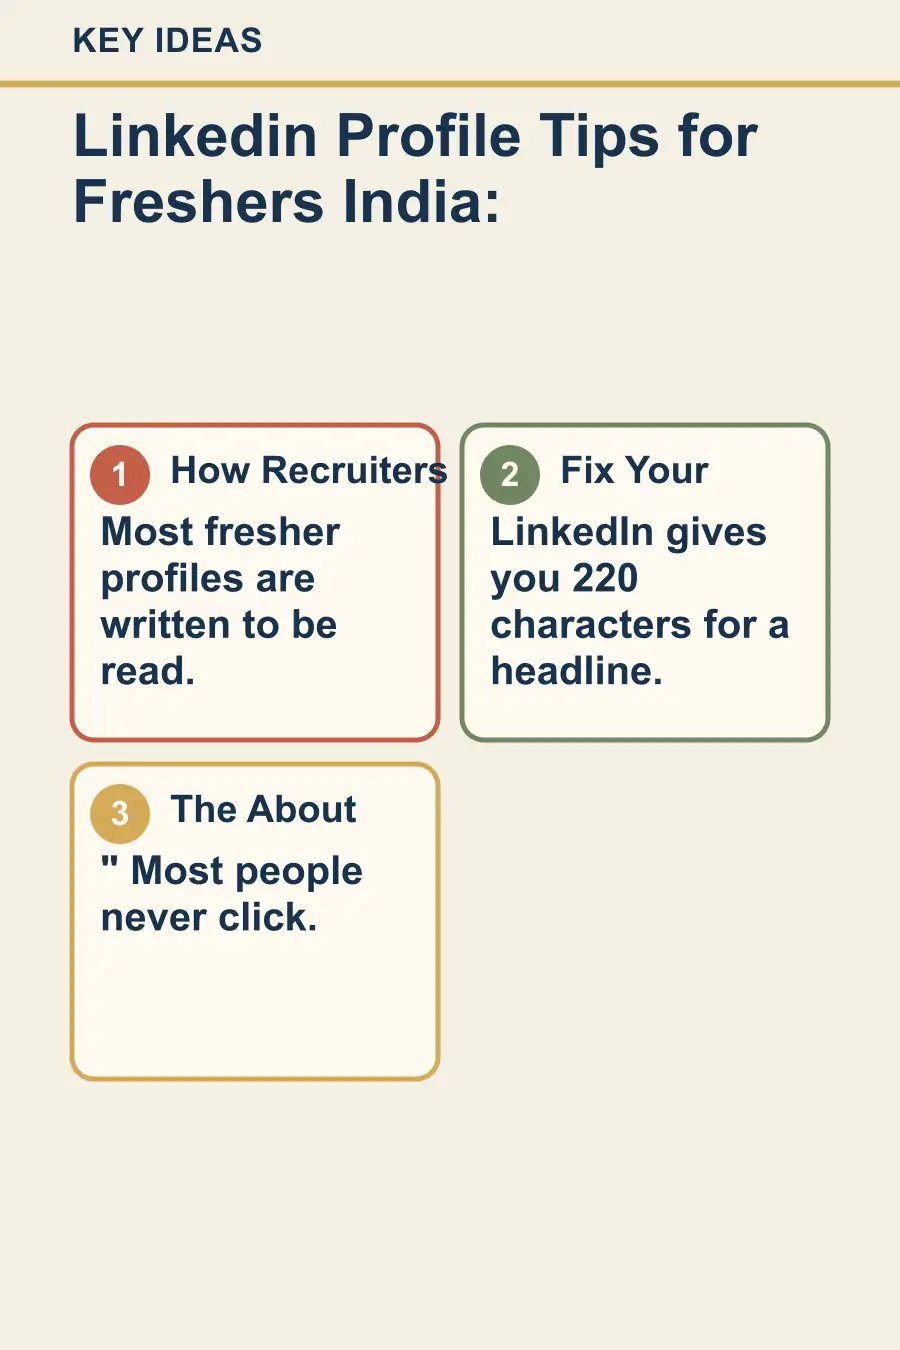 KEY IDEAS
Linkedin Profile Tips for
Freshers India:
1 How Recruiters
Most fresher
profiles are
written to be
read.
2 Fix Your
LinkedIn gives
you 220
characters for a
headline.
3 The About
" Most people
never click.